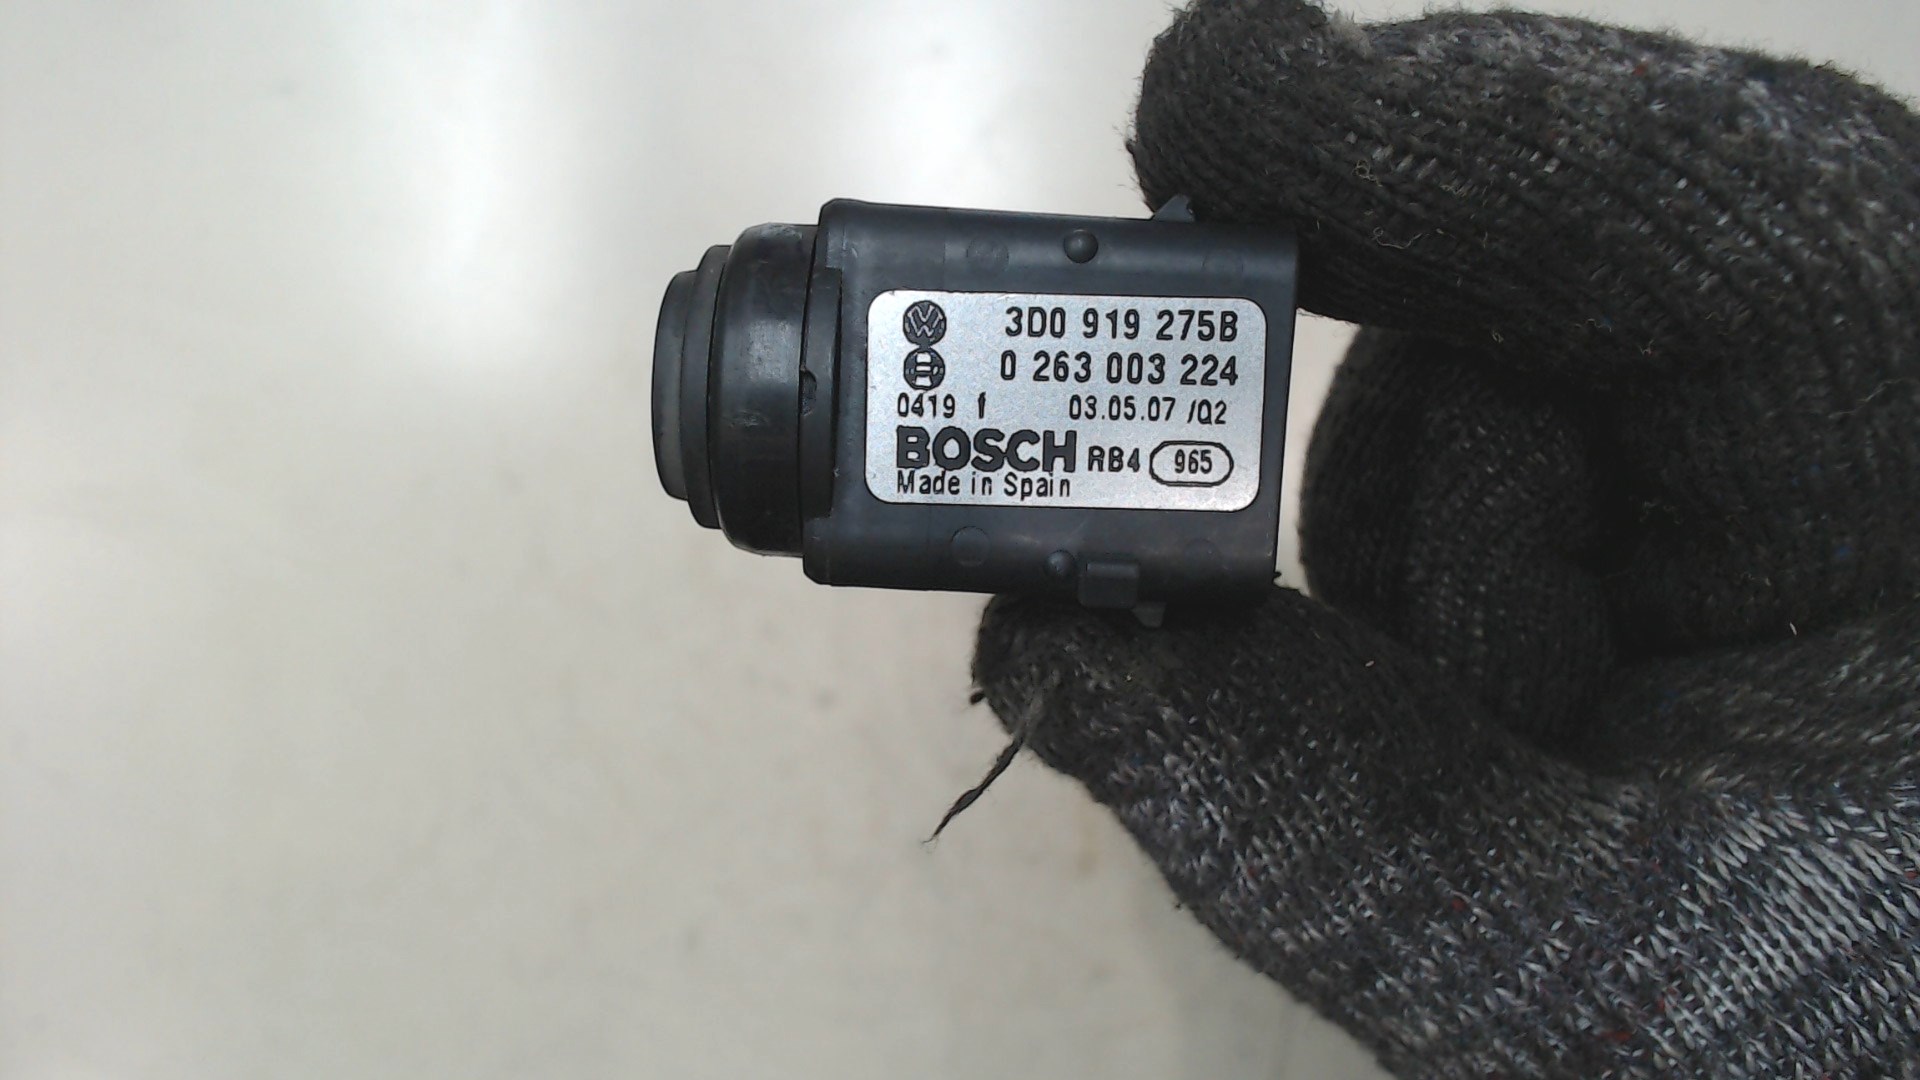 3D0 919 275B
0 263 003 224
0419 f 03.05.07 /Q2
BOSCH RB4 965
Made in Spain